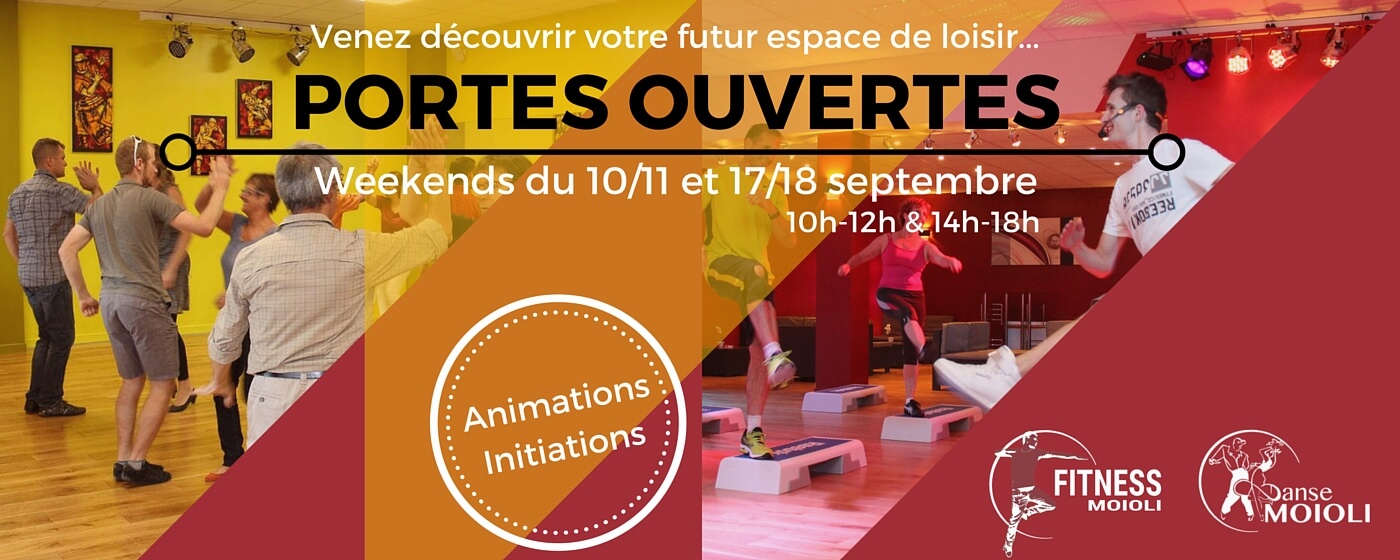 Venez découvrir votre futur espace de loisir...
PORTES OUVERTES
Weekends du 10/11 et 17/18 septembre
10h-12h & 14h-18h
Animations
Initiations
REEBOK
FITNESS
MOIOLI
Danse
MOIOLI